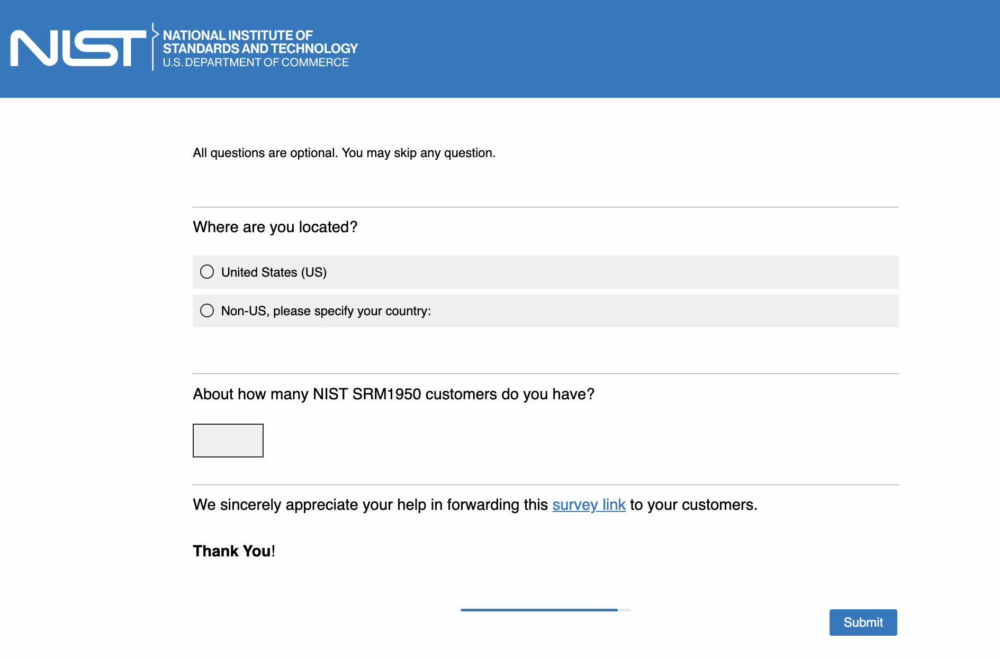 NIST
NATIONAL INSTITUTE OF
STANDARDS AND TECHNOLOGY
U.S. DEPARTMENT OF COMMERCE
All questions are optional. You may skip any question.
Where are you located?
United States (US)
Non-US, please specify your country:
About how many NIST SRM1950 customers do you have?
We sincerely appreciate your help in forwarding this survey link to your customers.
Thank You!
Submit